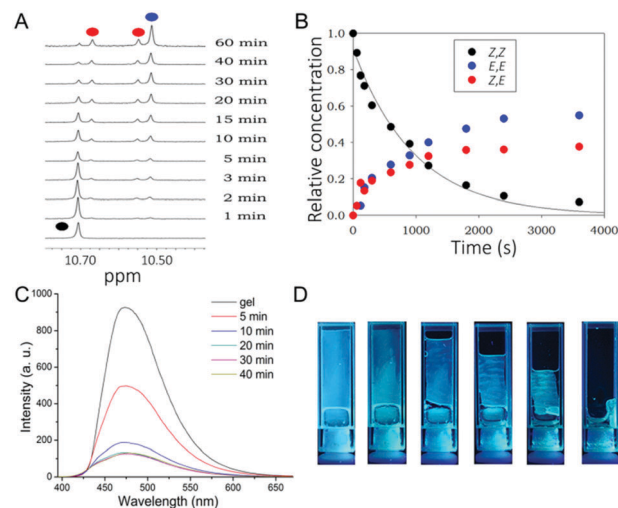 A
60 min
40 min
30 min
20 min
15 min
10 min
5 min
3 min
2 min
1 min
10.70
10.50
ppm
B
Relative concentration
1.0
0.8
0.6
0.4
0.2
0.0
Z,Z
E,E
Z,E
0
1000
2000
3000
4000
Time (s)
C
Intensity (a. u.)
1000
800
600
400
200
0
gel
5 min
10 min
20 min
30 min
40 min
400
450
500
550
600
650
Wavelength (nm)
D